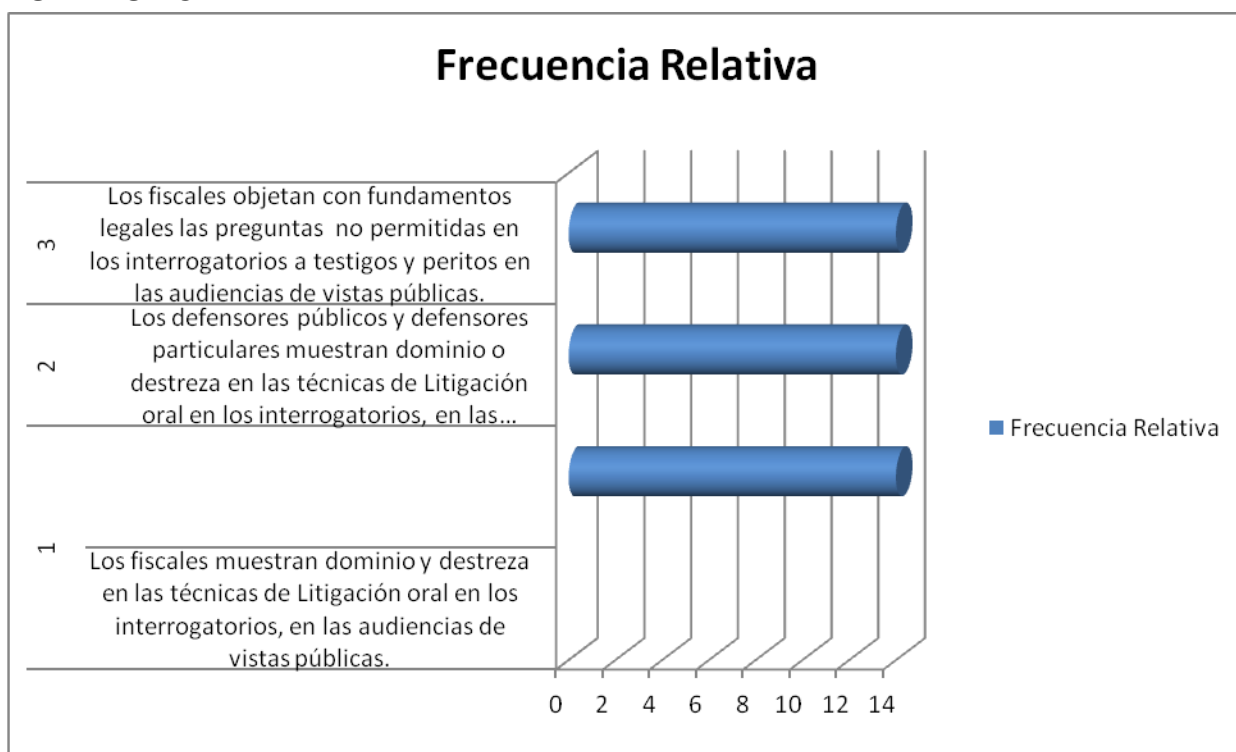 Frecuencia Relativa
3
Los fiscales objetan con fundamentos
legales las preguntas no permitidas en
los interrogatorios a testigos y peritos en
las audiencias de vistas públicas.
2
Los defensores públicos y defensores
particulares muestran dominio o
destreza en las técnicas de Litigación
oral en los interrogatorios, en las...
1
Los fiscales muestran dominio y destreza
en las técnicas de Litigación oral en los
interrogatorios, en las audiencias de
vistas públicas.
0 2 4 6 8 10 12 14
Frecuencia Relativa